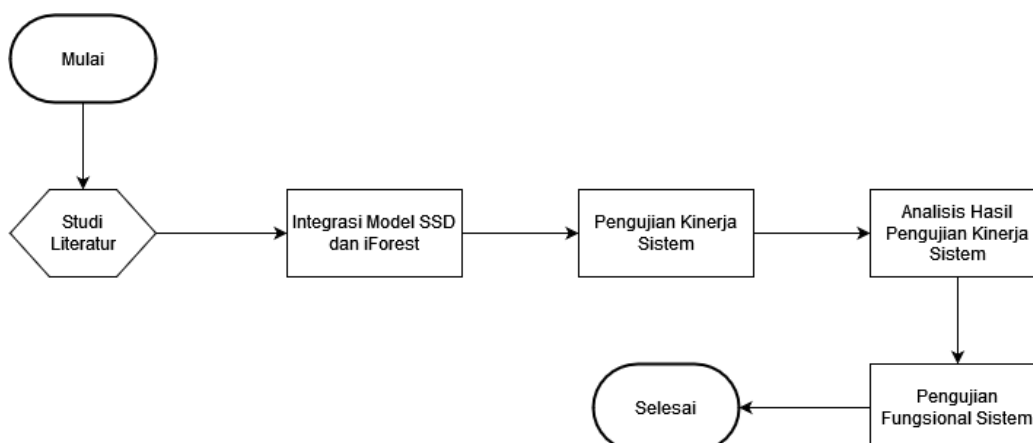 Mulai
Studi
Literatur
Integrasi Model SSD
dan iForest
Pengujian Kinerja
Sistem
Analisis Hasil
Pengujian Kinerja
Sistem
Pengujian
Fungsional Sistem
Selesai